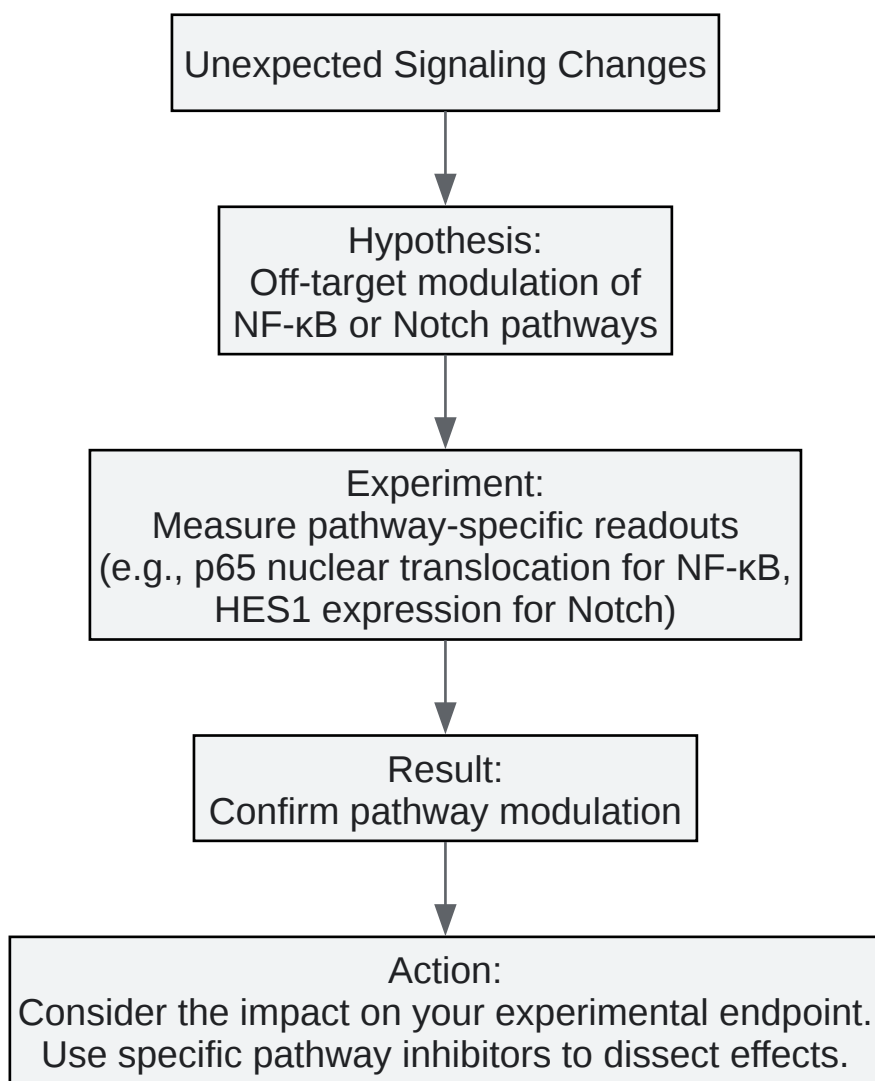 Unexpected Signaling Changes
Hypothesis:
Off-target modulation of
NF-κB or Notch pathways
Experiment:
Measure pathway-specific readouts
(e.g., p65 nuclear translocation for NF-κB,
HES1 expression for Notch)
Result:
Confirm pathway modulation
Action:
Consider the impact on your experimental endpoint.
Use specific pathway inhibitors to dissect effects.